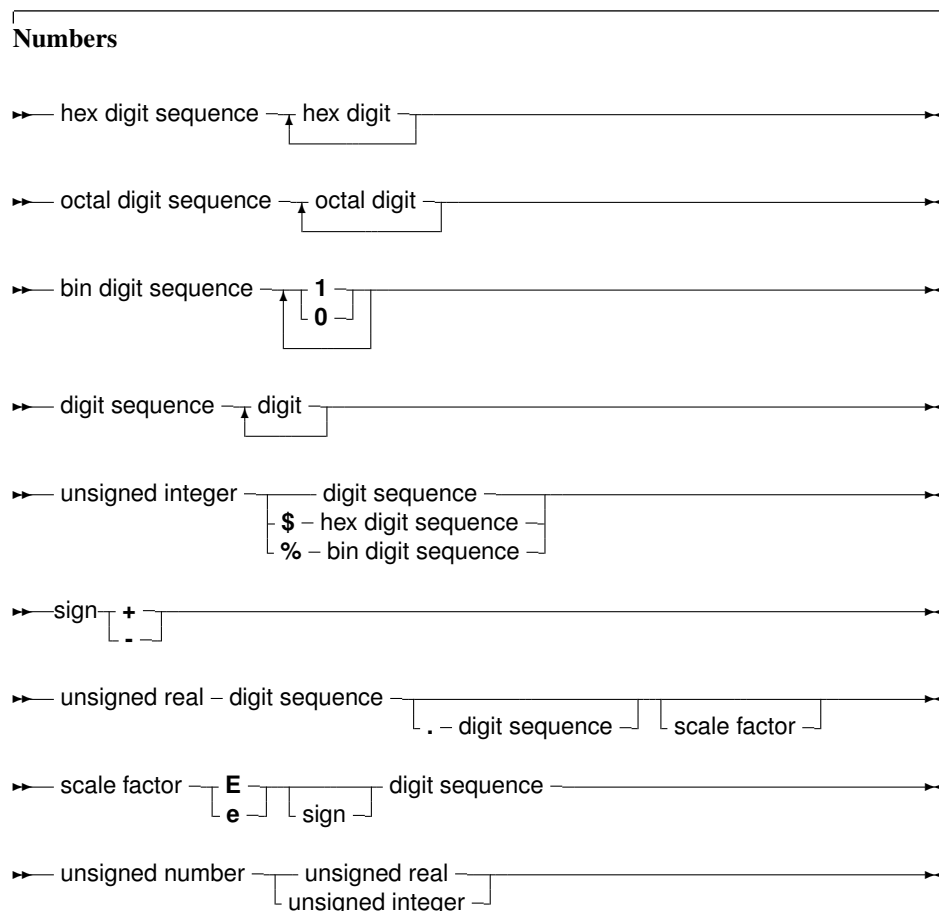 Numbers
hex digit sequence hex digit
octal digit sequence octal digit
bin digit sequence 1
0
digit sequence digit
unsigned integer digit sequence
$ hex digit sequence
% bin digit sequence
sign +
-
unsigned real digit sequence
. digit sequence scale factor
scale factor E digit sequence
e sign
unsigned number unsigned real
unsigned integer